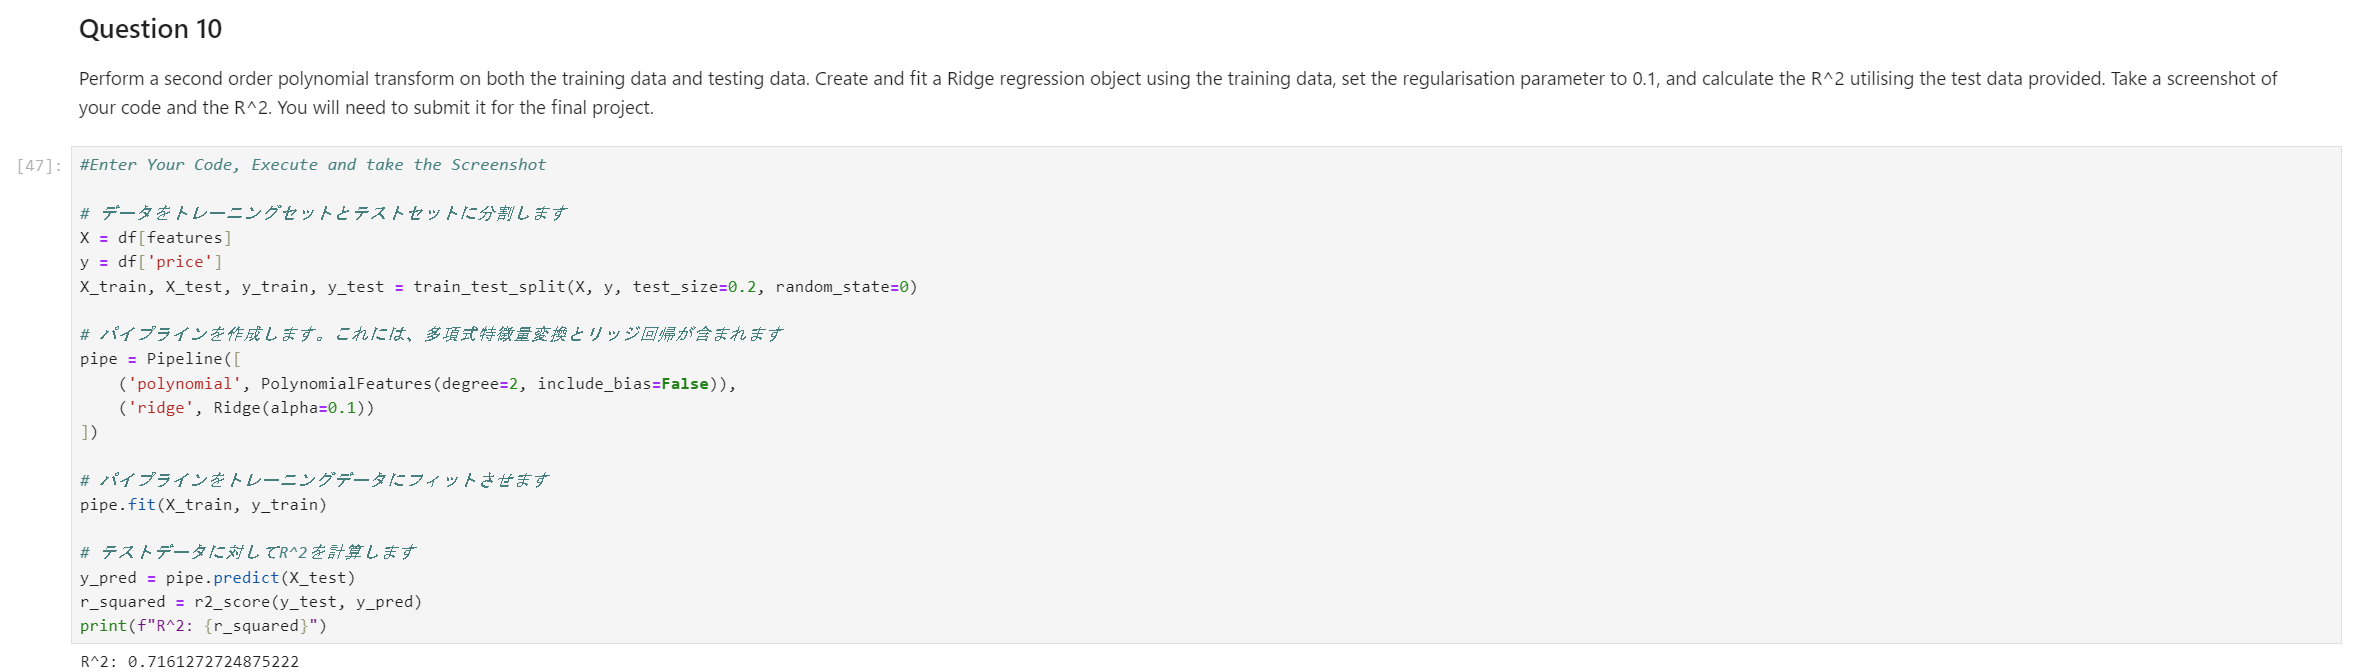 Question 10
Perform a second order polynomial transform on both the training data and testing data. Create and fit a Ridge regression object using the training data, set the regularisation parameter to 0.1, and calculate the R^2 utilising the test data provided. Take a screenshot of
your code and the R^2. You will need to submit it for the final project.
[47]:
#Enter Your Code, Execute and take the Screenshot
# データをトレーニングセットとテストセットに分割します
X = df[features]
y = df['price']
X_train, X_test, y_train, y_test = train_test_split(X, y, test_size=0.2, random_state=0)
# パイプラインを作成します。これには、多項式特徴量変換とリッジ回帰が含まれます
pipe = Pipeline([
    ('polynomial', PolynomialFeatures(degree=2, include_bias=False)),
    ('ridge', Ridge(alpha=0.1))
])
# パイプラインをトレーニングデータにフィットさせます
pipe.fit(X_train, y_train)
# テストデータに対してR^2を計算します
y_pred = pipe.predict(X_test)
r_squared = r2_score(y_test, y_pred)
print(f"R^2: {r_squared}")
R^2: 0.7161272724875222